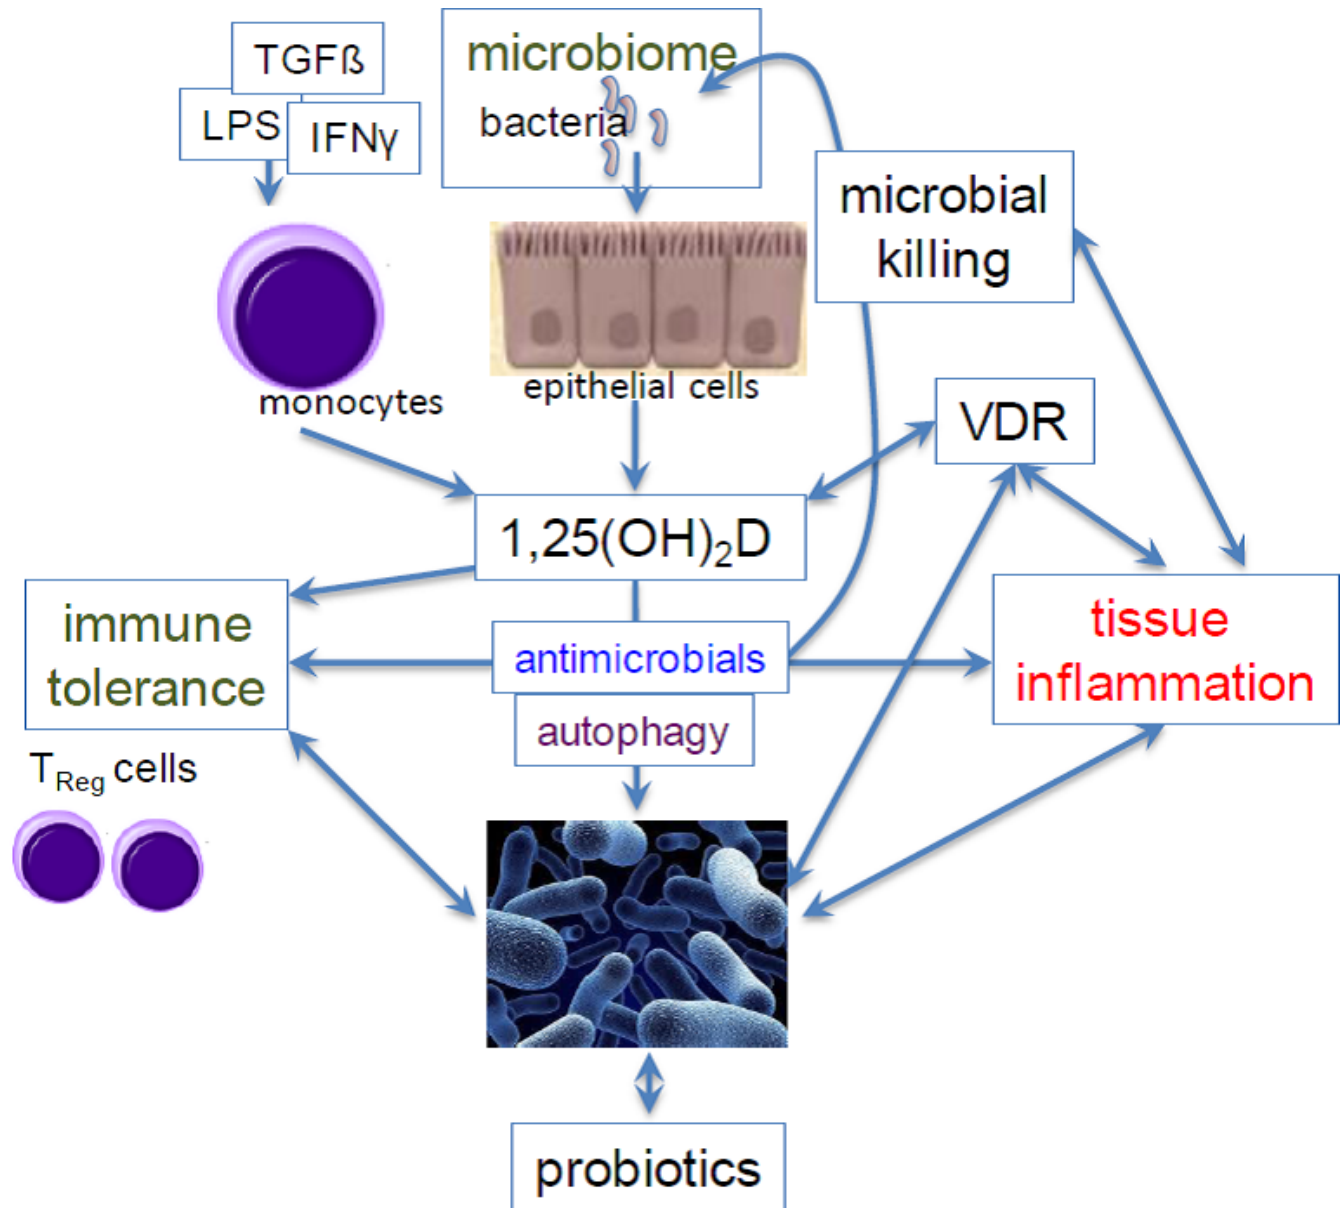 TGFß
LPS
IFNγ
microbiome
bacteria
microbial
killing
monocytes
epithelial cells
VDR
1,25(OH)₂D
immune
tolerance
antimicrobials
autophagy
tissue
inflammation
T_Reg cells
probiotics